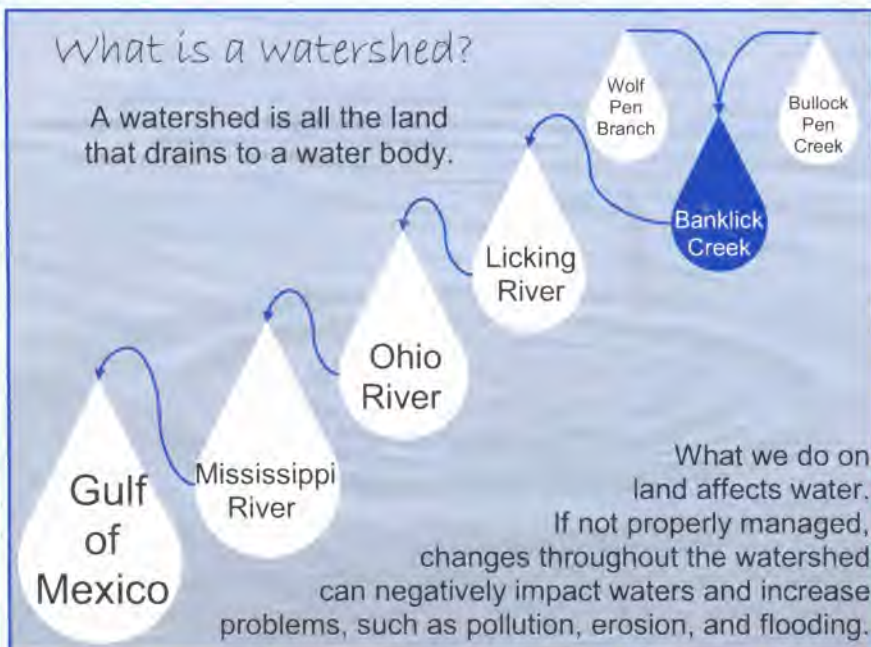 What is a watershed?
A watershed is all the land
that drains to a water body.
Wolf
Pen
Branch
Bullock
Pen
Creek
Banklick
Creek
Licking
River
Ohio
River
Mississippi
River
Gulf
of
Mexico
What we do on
land affects water.
If not properly managed,
changes throughout the watershed
can negatively impact waters and increase
problems, such as pollution, erosion, and flooding.